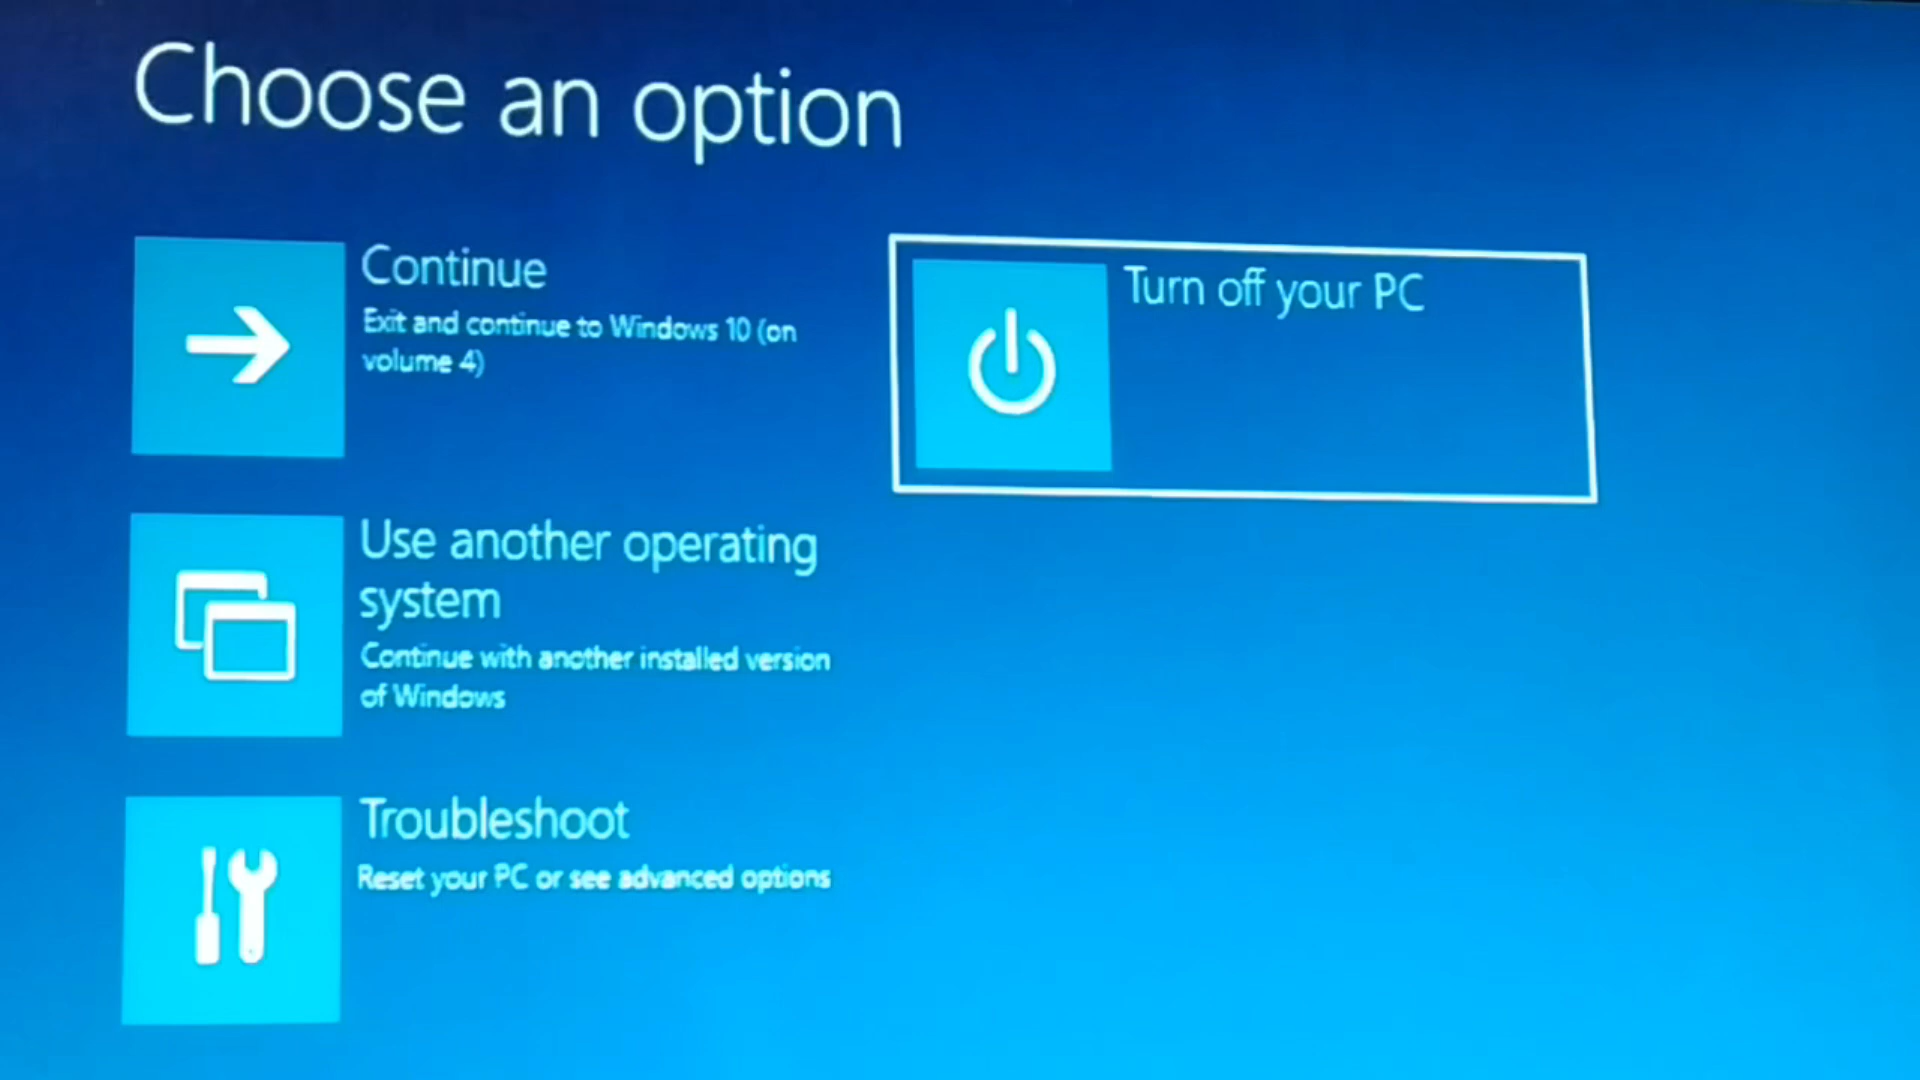 Choose an option
Continue
Exit and continue to Windows 10 (on
volume 4)
Use another operating
system
Continue with another installed version
of Windows
Troubleshoot
Reset your PC or see advanced options
Turn off your PC